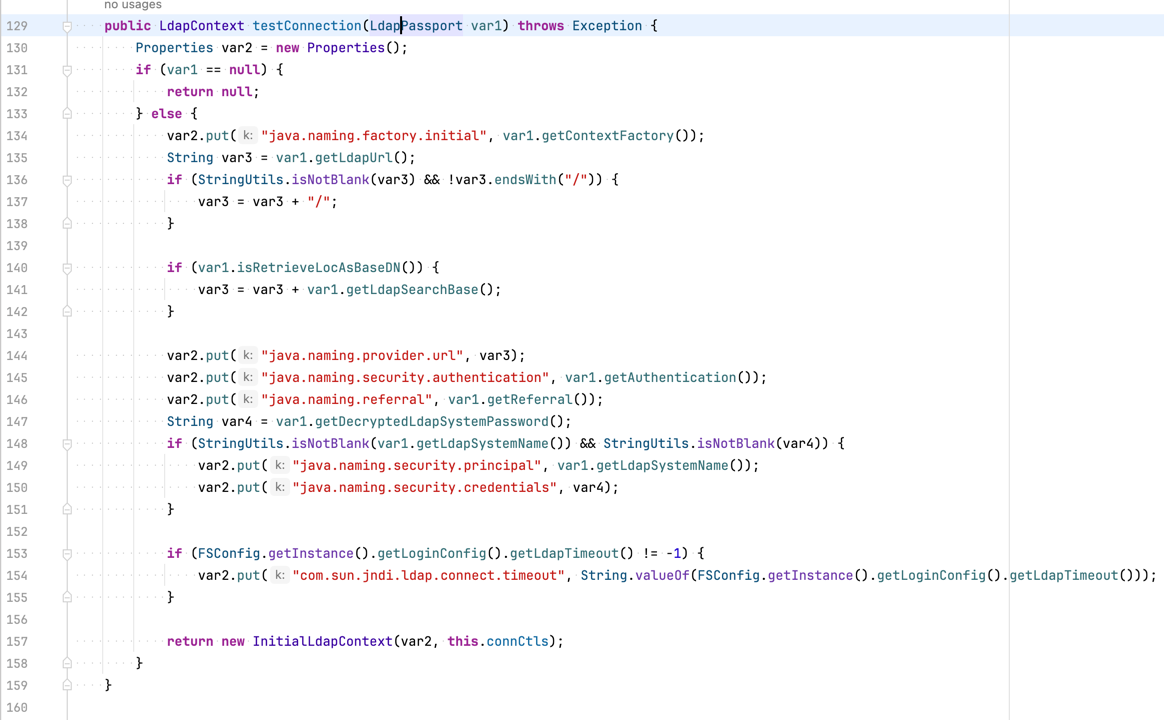 no usages
129 public LdapContext testConnection(LdapPassport var1) throws Exception {
130 Properties var2 = new Properties();
131 if (var1 == null) {
132 return null;
133 } else {
134 var2.put( k: "java.naming.factory.initial", var1.getContextFactory());
135 String var3 = var1.getLdapUrl();
136 if (StringUtils.isNotBlank(var3) && !var3.endsWith("/")) {
137 var3 = var3 + "/";
138 }
139
140 if (var1.isRetrieveLocAsBaseDN()) {
141 var3 = var3 + var1.getLdapSearchBase();
142 }
143
144 var2.put( k: "java.naming.provider.url", var3);
145 var2.put( k: "java.naming.security.authentication", var1.getAuthentication());
146 var2.put( k: "java.naming.referral", var1.getReferral());
147 String var4 = var1.getDecryptedLdapSystemPassword();
148 if (StringUtils.isNotBlank(var1.getLdapSystemName()) && StringUtils.isNotBlank(var4)) {
149 var2.put( k: "java.naming.security.principal", var1.getLdapSystemName());
150 var2.put( k: "java.naming.security.credentials", var4);
151 }
152
153 if (FSConfig.getInstance().getLoginConfig().getLdapTimeout() != -1) {
154 var2.put( k: "com.sun.jndi.ldap.connect.timeout", String.valueOf(FSConfig.getInstance().getLoginConfig().getLdapTimeout()));
155 }
156
157 return new InitialLdapContext(var2, this.connCtls);
158 }
159 }
160